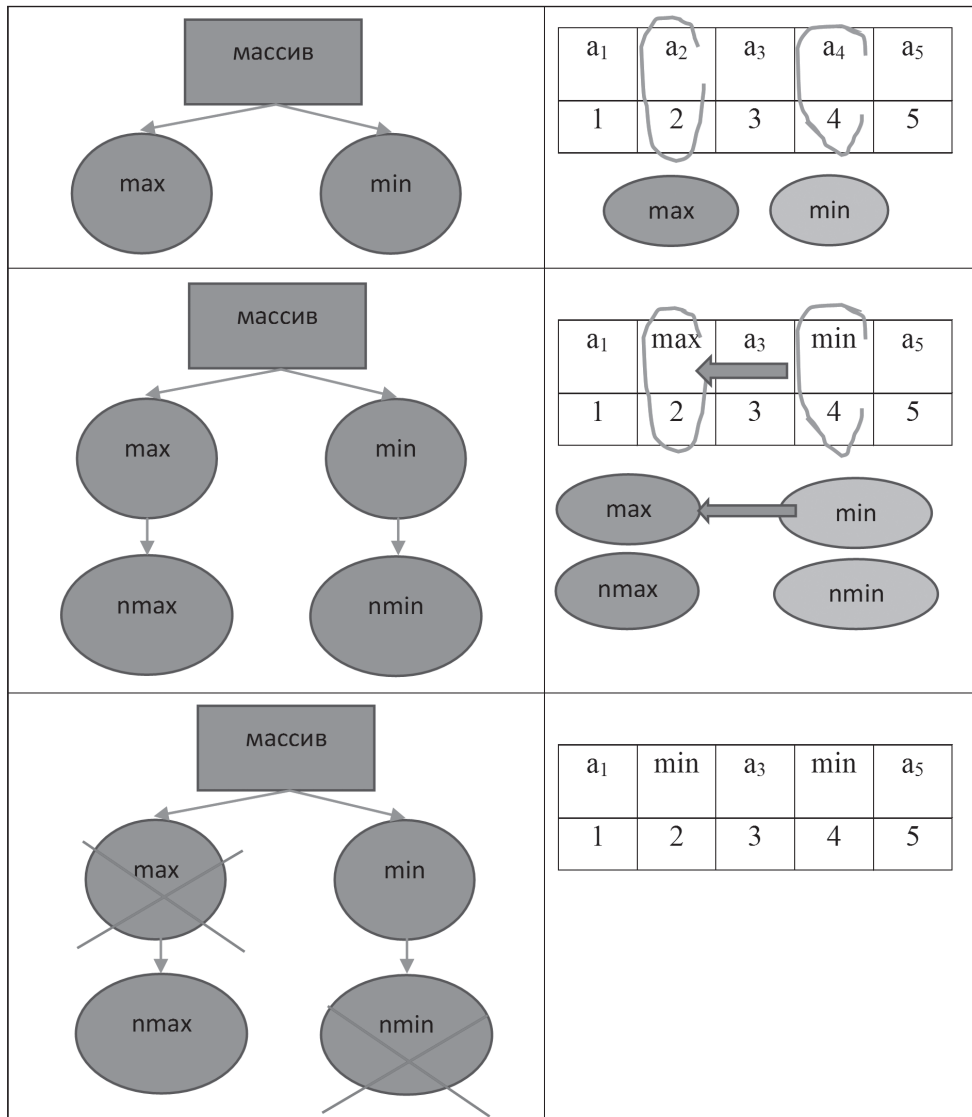 массив
max min
a₁ a₂ a₃ a₄ a₅
1 2 3 4 5
max min
массив
max min
nmax nmin
a₁ max a₃ min a₅
1 2 3 4 5
max min
nmax nmin
массив
max min
nmax nmin
a₁ min a₃ min a₅
1 2 3 4 5